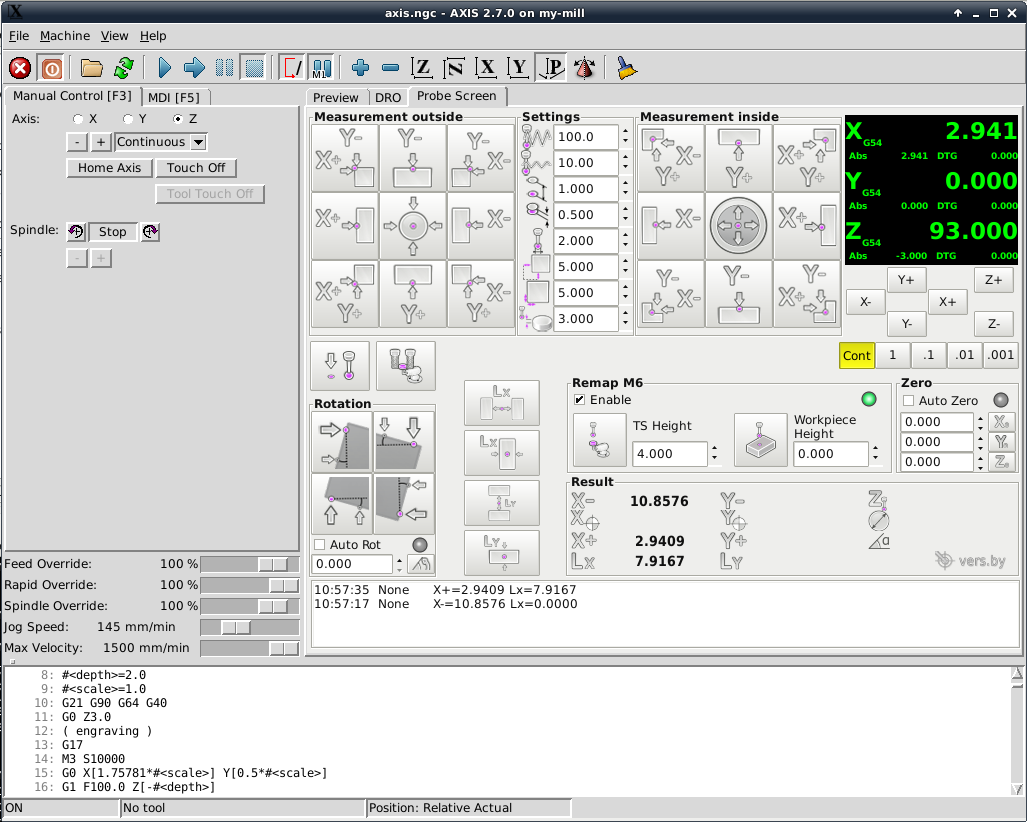 axis.ngc - AXIS 2.7.0 on my-mill
File Machine View Help
Manual Control [F3] MDI [F5]
Axis: X Y Z
- + Continuous
Home Axis Touch Off
Tool Touch Off
Spindle: Stop
- +
Feed Override: 100 %
Rapid Override: 100 %
Spindle Override: 100 %
Jog Speed: 145 mm/min
Max Velocity: 1500 mm/min
Preview DRO Probe Screen
Measurement outside
Y- Y- Y-
X+ X-
X+ X-
X+ X-
Y+ Y+ Y+
Settings
100.0
10.00
1.000
0.500
2.000
5.000
5.000
3.000
Measurement inside
X- X+
Y+ Y+ Y+
X- X+
Y- Y- Y-
X- X+
X G54 2.941
Abs 2.941 DTG 0.000
Y G54 0.000
Abs 0.000 DTG 0.000
Z G54 93.000
Abs -3.000 DTG 0.000
Y+ Z+
X- X+
Y- Z-
Cont 1 .1 .01 .001
Rotation
Auto Rot
0.000
Lx
Lx
Ly
Ly
Remap M6
Enable
TS Height
4.000
Workpiece
Height
0.000
Zero
Auto Zero
0.000 X0
0.000 Y0
0.000 Z0
Result
X- 10.8576 Y- Z
X Y
X+ 2.9409 Y+ a
Lx 7.9167 Ly
vers.by
10:57:35 None X+=2.9409 Lx=7.9167
10:57:17 None X-=10.8576 Lx=0.0000
8: #<depth>=2.0
9: #<scale>=1.0
10: G21 G90 G64 G40
11: G0 Z3.0
12: ( engraving )
13: G17
14: M3 S10000
15: G0 X[1.75781*#<scale>] Y[0.5*#<scale>]
16: G1 F100.0 Z[-#<depth>]
ON No tool Position: Relative Actual